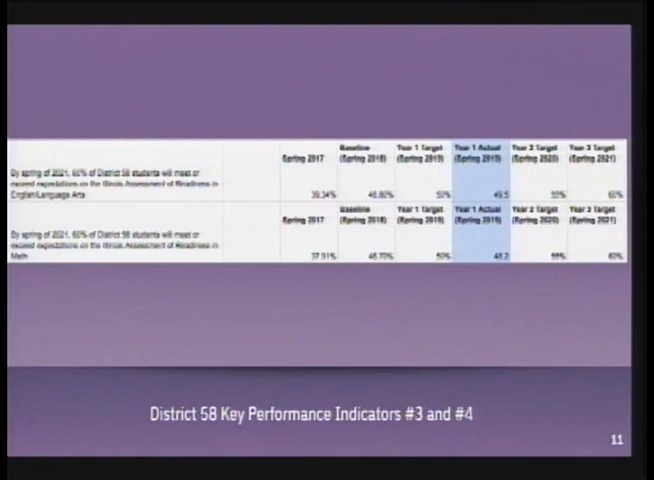 Spring 2017 Baseline (Spring 2018) Year 1 Target (Spring 2019) Year 1 Actual (Spring 2019) Year 2 Target (Spring 2020) Year 3 Target (Spring 2021)
By spring of 2021, 60% of District 58 students will meet or
exceed expectations on the Illinois Assessment of Readiness in
English/Language Arts 39.34% 50% 49.5 55% 60%
Spring 2017 Baseline (Spring 2018) Year 1 Target (Spring 2019) Year 1 Actual (Spring 2019) Year 2 Target (Spring 2020) Year 3 Target (Spring 2021)
By spring of 2021, 60% of District 58 students will meet or
exceed expectations on the Illinois Assessment of Readiness in
Math 37.91% 50% 48.2 55% 60%
District 58 Key Performance Indicators #3 and #4
11